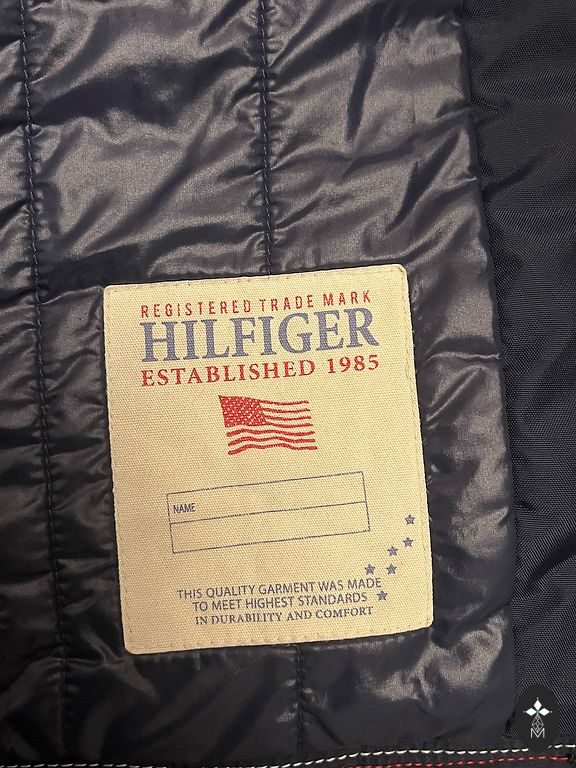 REGISTERED TRADE MARK
HILFIGER
ESTABLISHED 1985
NAME
THIS QUALITY GARMENT WAS MADE
TO MEET HIGHEST STANDARDS
IN DURABILITY AND COMFORT
M